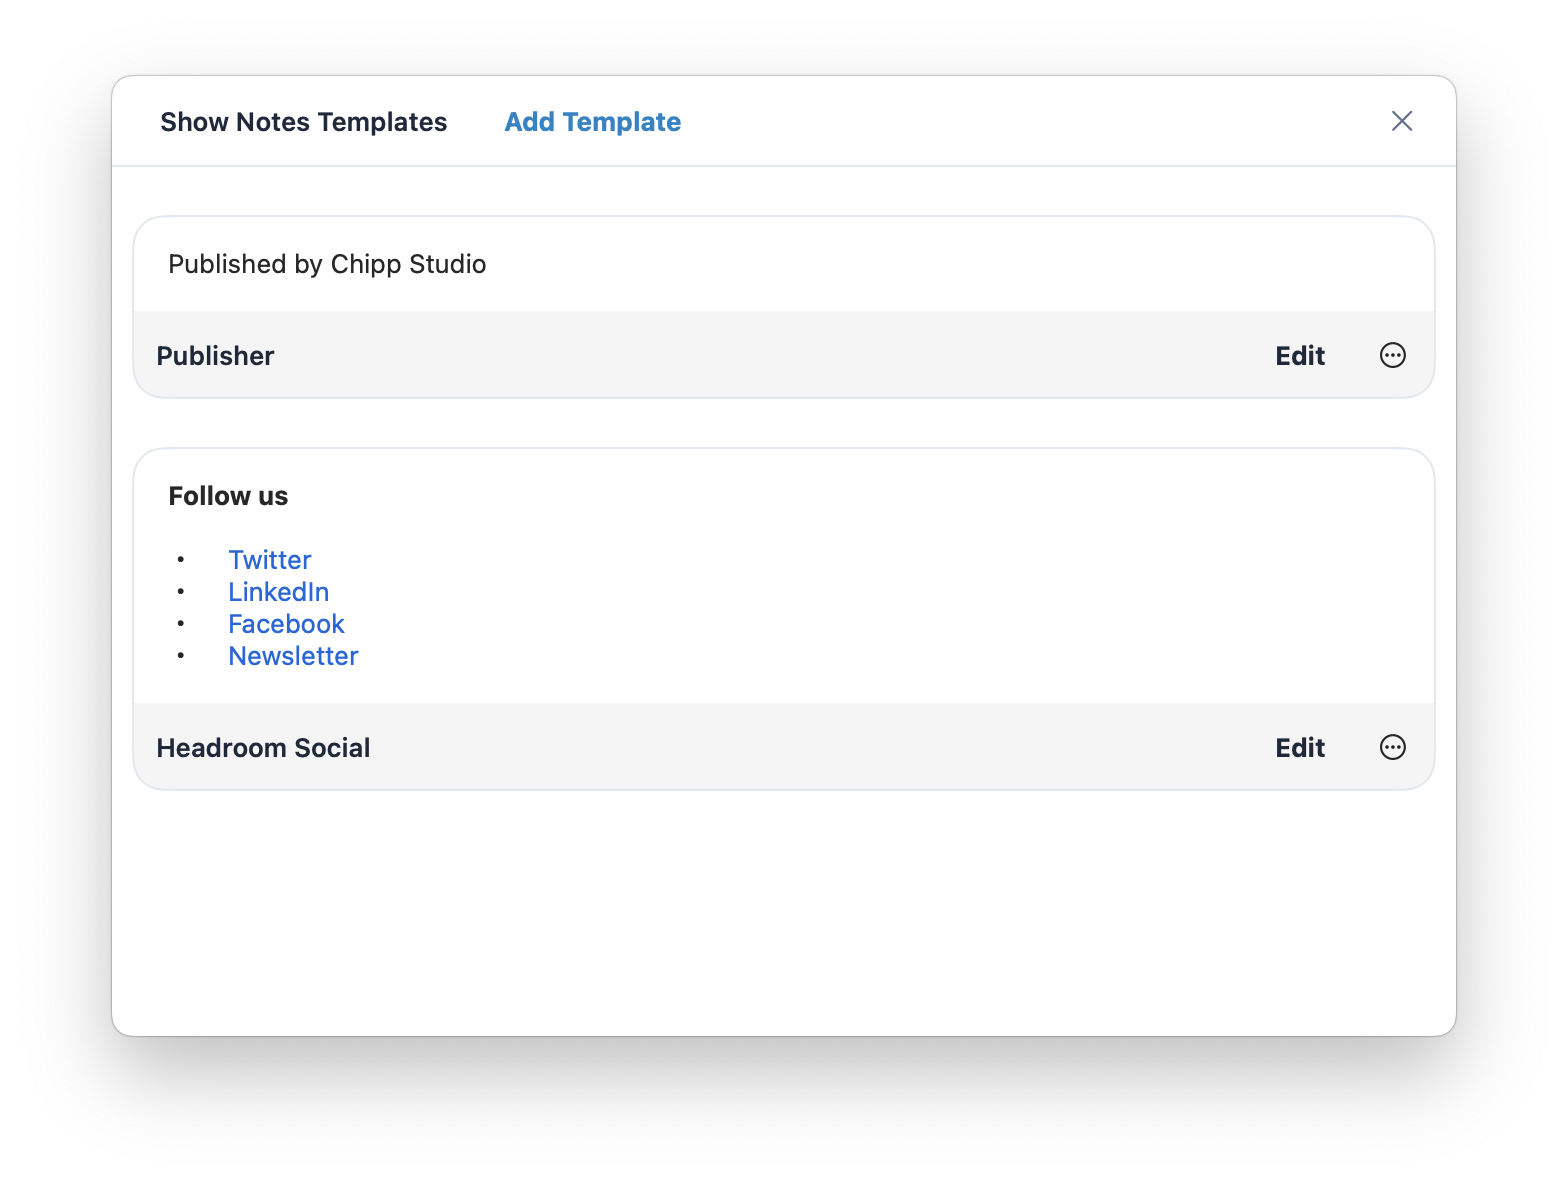 Show Notes Templates Add Template
Published by Chipp Studio
Publisher Edit
Follow us
• Twitter
• LinkedIn
• Facebook
• Newsletter
Headroom Social Edit